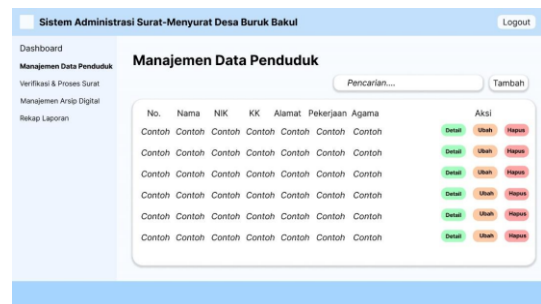 Sistem Administrasi Surat-Menyurat Desa Buruk Bakul Logout
Dashboard
Manajemen Data Penduduk
Verifikasi & Proses Surat
Manajemen Arsip Digital
Rekap Laporan
Manajemen Data Penduduk
Pencarian.... Tambah
No. Nama NIK KK Alamat Pekerjaan Agama Aksi
Contoh Contoh Contoh Contoh Contoh Contoh Contoh Detail Ubah Hapus
Contoh Contoh Contoh Contoh Contoh Contoh Contoh Detail Ubah Hapus
Contoh Contoh Contoh Contoh Contoh Contoh Contoh Detail Ubah Hapus
Contoh Contoh Contoh Contoh Contoh Contoh Contoh Detail Ubah Hapus
Contoh Contoh Contoh Contoh Contoh Contoh Contoh Detail Ubah Hapus
Contoh Contoh Contoh Contoh Contoh Contoh Contoh Detail Ubah Hapus